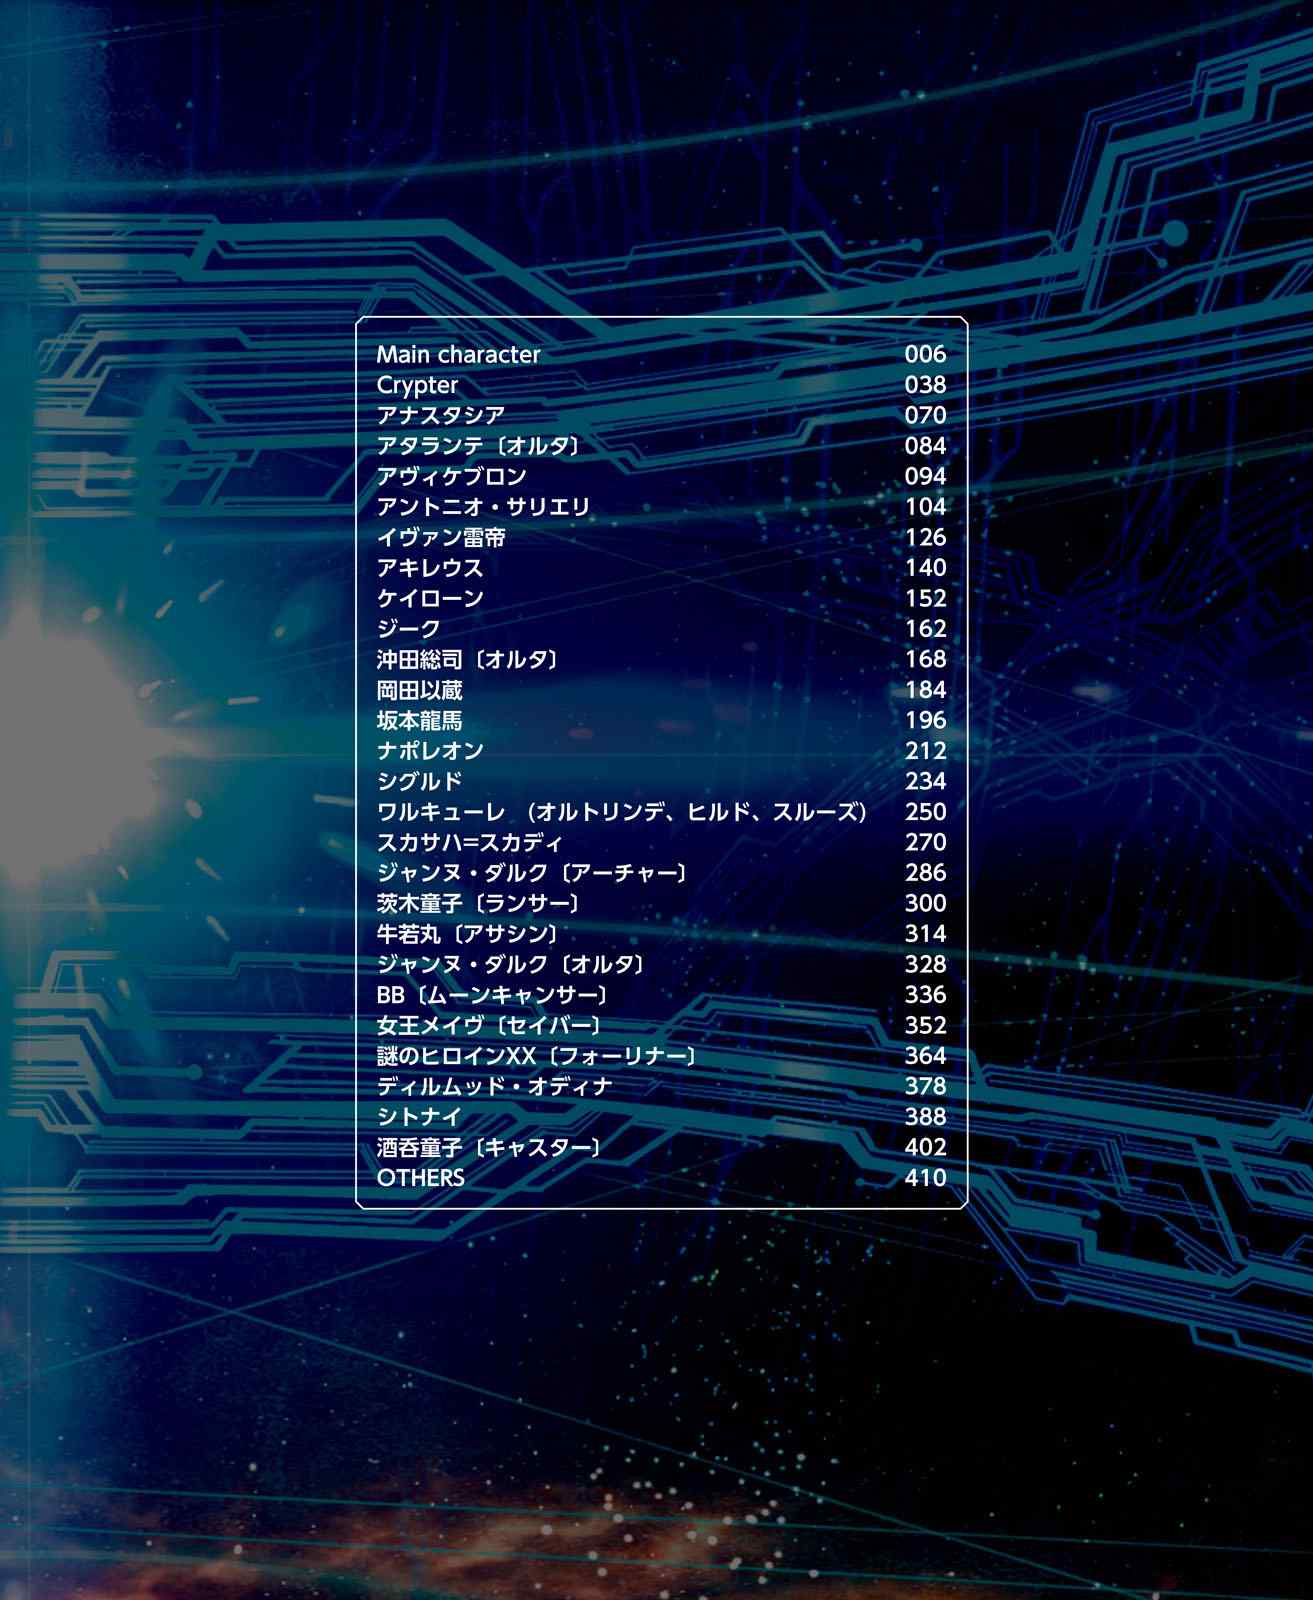 Main character 006
Crypter 038
アナスタシア 070
アタランテ〔オルタ〕 084
アヴィケブロン 094
アントニオ・サリエリ 104
イヴァン雷帝 126
アキレウス 140
ケイローン 152
ジーク 162
沖田総司〔オルタ〕 168
岡田以蔵 184
坂本龍馬 196
ナポレオン 212
シグルド 234
ワルキューレ （オルトリンデ、ヒルド、スルーズ） 250
スカサハ=スカディ 270
ジャンヌ・ダルク〔アーチャー〕 286
茨木童子〔ランサー〕 300
牛若丸〔アサシン〕 314
ジャンヌ・ダルク〔オルタ〕 328
BB〔ムーンキャンサー〕 336
女王メイヴ〔セイバー〕 352
謎のヒロインXX〔フォーリナー〕 364
ディルムッド・オディナ 378
シトナイ 388
酒呑童子〔キャスター〕 402
OTHERS 410